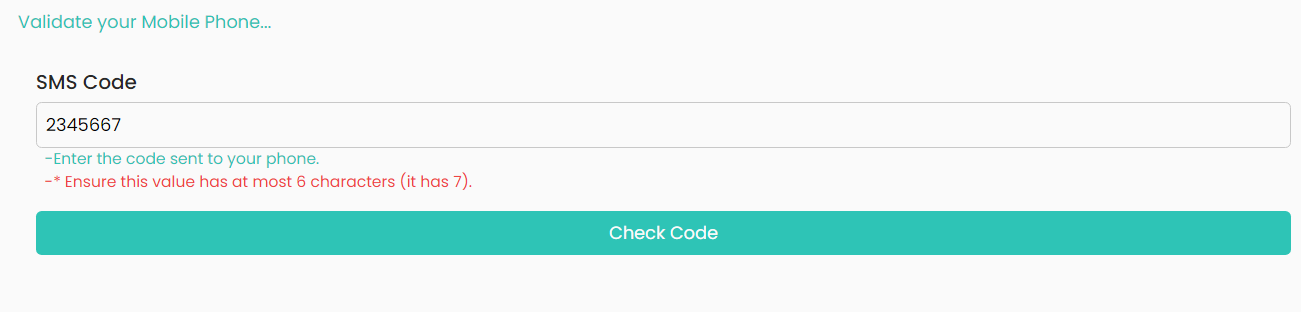 Validate your Mobile Phone...
SMS Code
2345667
-Enter the code sent to your phone.
-* Ensure this value has at most 6 characters (it has 7).
Check Code